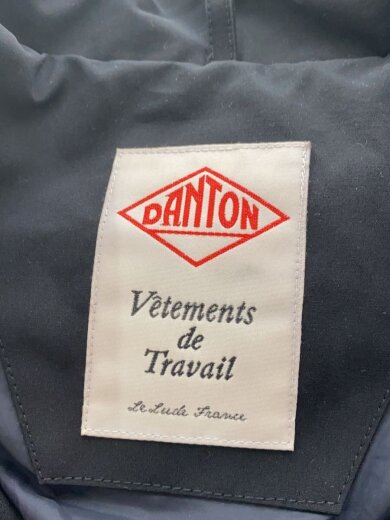 DANTON
Vêtements
de
Travail
Le Lude France